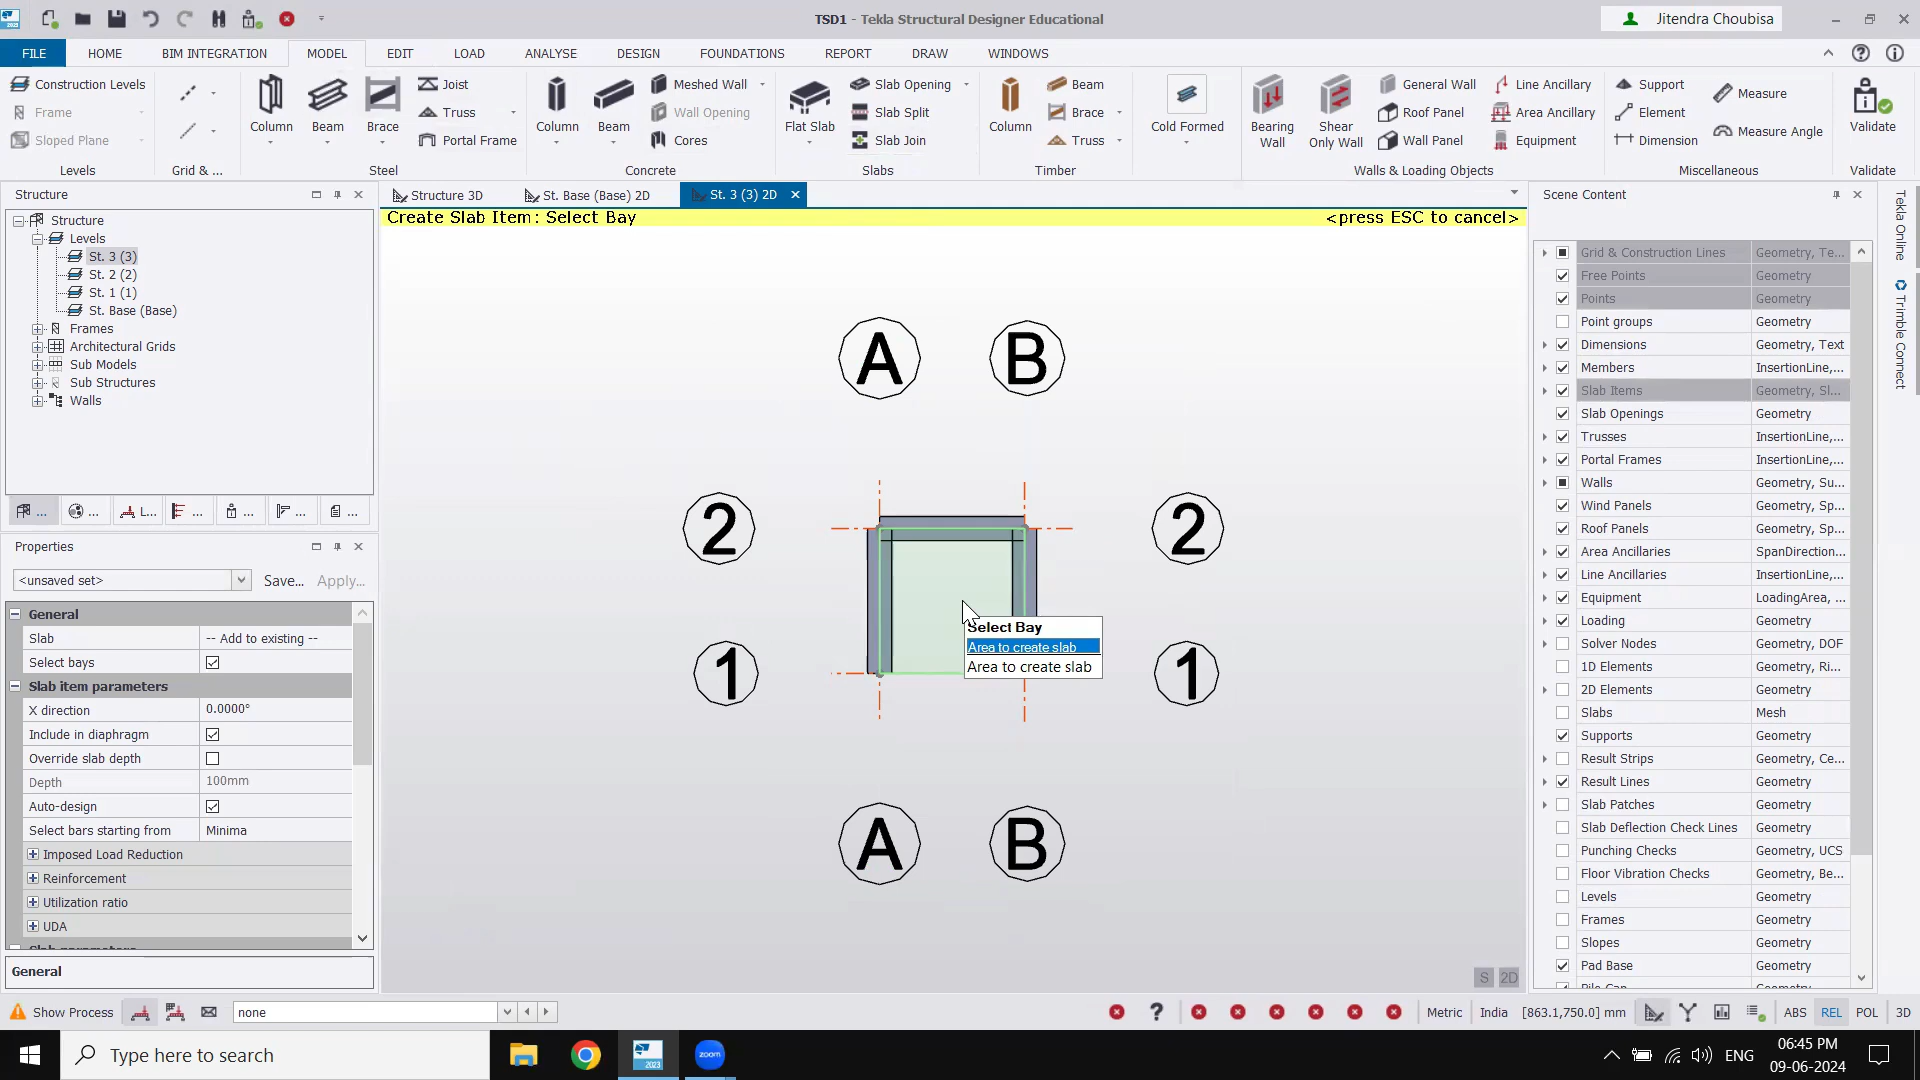 TSD1 - Tekla Structural Designer Educational
Jitendra Choubisa
FILE HOME BIM INTEGRATION MODEL EDIT LOAD ANALYSE DESIGN FOUNDATIONS REPORT DRAW WINDOWS
Construction Levels
Frame
Sloped Plane
Levels
Grid & ...
Column
Beam
Brace
Joist
Truss
Portal Frame
Steel
Column
Beam
Meshed Wall
Wall Opening
Cores
Concrete
Flat Slab
Slab Opening
Slab Split
Slab Join
Slabs
Column
Beam
Brace
Truss
Timber
Cold Formed
Bearing
Wall
Shear
Only Wall
General Wall
Roof Panel
Wall Panel
Line Ancillary
Area Ancillary
Equipment
Walls & Loading Objects
Support
Element
Dimension
Measure
Measure Angle
Miscellaneous
Validate
Validate
Structure
Structure
Levels
St. 3 (3)
St. 2 (2)
St. 1 (1)
St. Base (Base)
Frames
Architectural Grids
Sub Models
Sub Structures
Walls
... ... L... ... ... ... ...
Properties
<unsaved set> Save... Apply...
General
Slab -- Add to existing --
Select bays
Slab item parameters
X direction 0.0000°
Include in diaphragm
Override slab depth
Depth 100mm
Auto-design
Select bars starting from Minima
Imposed Load Reduction
Reinforcement
Utilization ratio
UDA
Slab parameters
General
Structure 3D St. Base (Base) 2D St. 3 (3) 2D
Create Slab Item: Select Bay <press ESC to cancel>
A B
2 2
1 1
A B
Select Bay
Area to create slab
Area to create slab
S 2D
Scene Content
Grid & Construction Lines Geometry, Te...
Free Points Geometry
Points Geometry
Point groups Geometry
Dimensions Geometry, Text
Members InsertionLine,...
Slab Items Geometry, Sl...
Slab Openings Geometry
Trusses InsertionLine,...
Portal Frames InsertionLine,...
Walls Geometry, Su...
Wind Panels Geometry, Sp...
Roof Panels Geometry, Sp...
Area Ancillaries SpanDirection...
Line Ancillaries InsertionLine,...
Equipment LoadingArea, ...
Loading Geometry, Lo...
Solver Nodes Geometry, DOF
1D Elements Geometry, Ri...
2D Elements Geometry, Lo...
Slabs Mesh
Supports Geometry
Result Strips Geometry, Ce...
Result Lines Geometry
Slab Patches Geometry
Slab Deflection Check Lines Geometry
Punching Checks Geometry, UCS
Floor Vibration Checks Geometry, Be...
Levels Geometry
Frames Geometry
Slopes Geometry
Pad Base Geometry
Pile Cap Geometry
Tekla Online
Trimble Connect
Show Process none Metric India [863.1,750.0] mm ABS REL POL 3D
Type here to search
2023
zoom
ENG
06:45 PM
09-06-2024